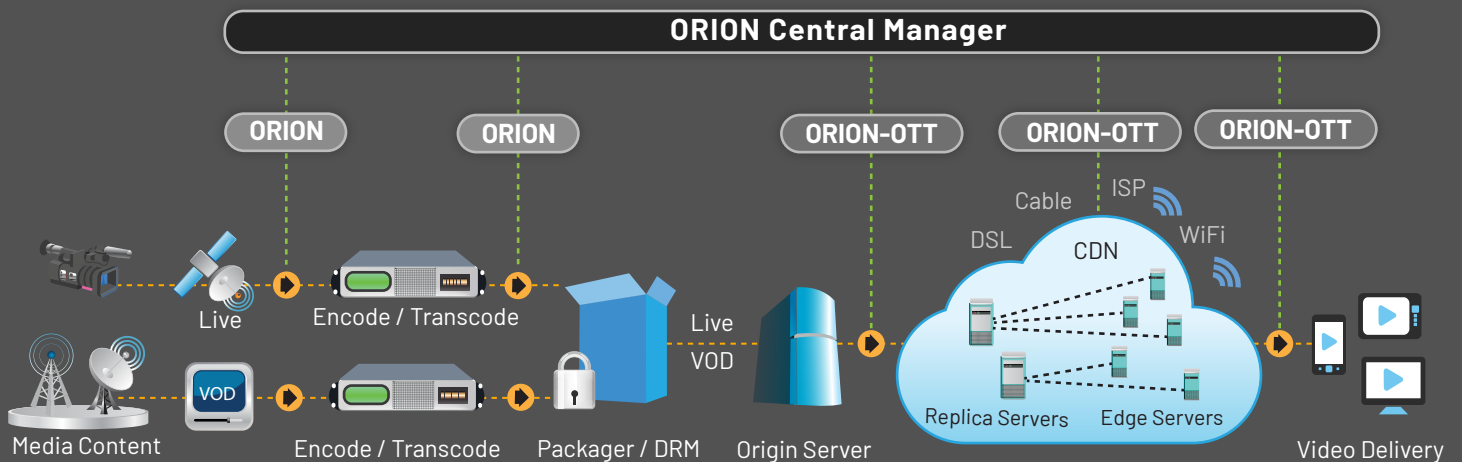 ORION Central Manager
ORION
ORION
ORION-OTT
ORION-OTT
ORION-OTT
ISP
Cable
WiFi
DSL
CDN
Live
Encode / Transcode
Live
VOD
VOD
Replica Servers
Edge Servers
Media Content
Encode / Transcode
Packager / DRM
Origin Server
Video Delivery